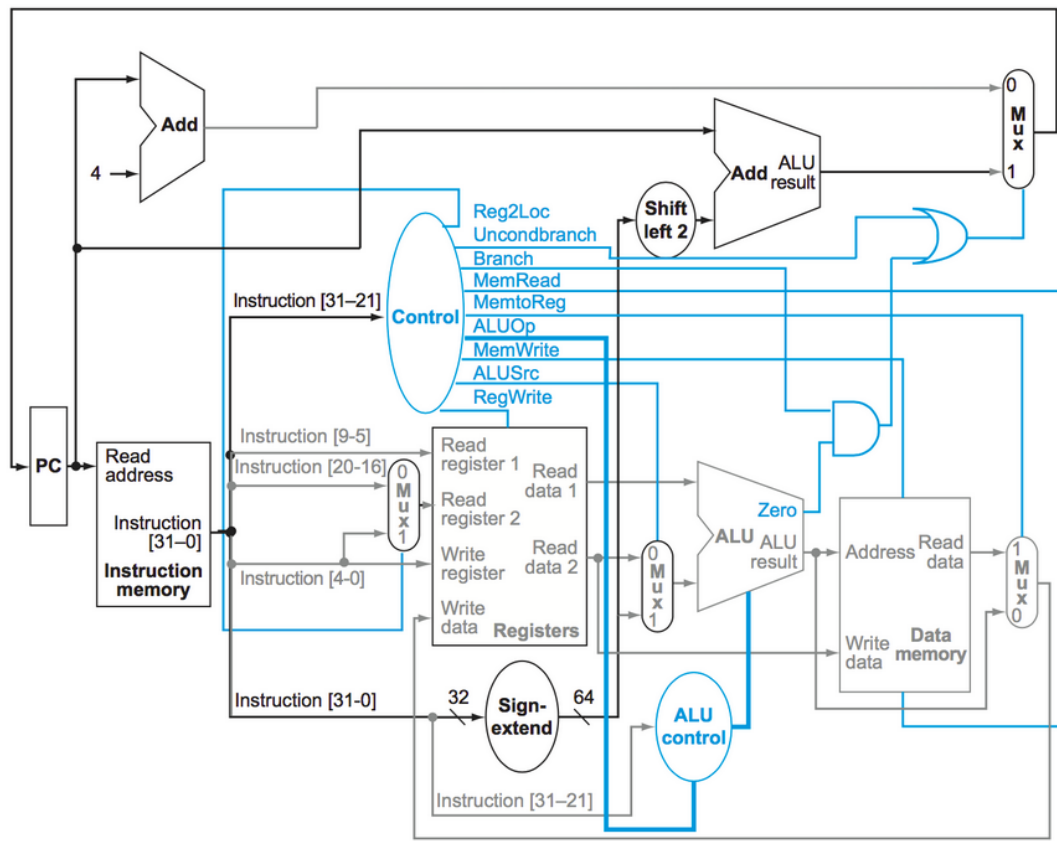 0
Mux
1
Add
ALU
result
Add
4
Shift
left 2
Reg2Loc
Uncondbranch
Branch
MemRead
MemtoReg
ALUOp
MemWrite
ALUSrc
RegWrite
Instruction [31–21]
Control
PC
Read
address
Instruction
[31–0]
Instruction
memory
Instruction [9-5]
Instruction [20-16]
Instruction [4-0]
0
Mux
1
Read
register 1
Read
register 2
Write
register
Write
data
Read
data 1
Read
data 2
Registers
0
Mux
1
Zero
ALU
ALU
result
Address
Read
data
Write
data
Data
memory
1
Mux
0
Instruction [31-0]
32
Sign-
extend
64
ALU
control
Instruction [31–21]